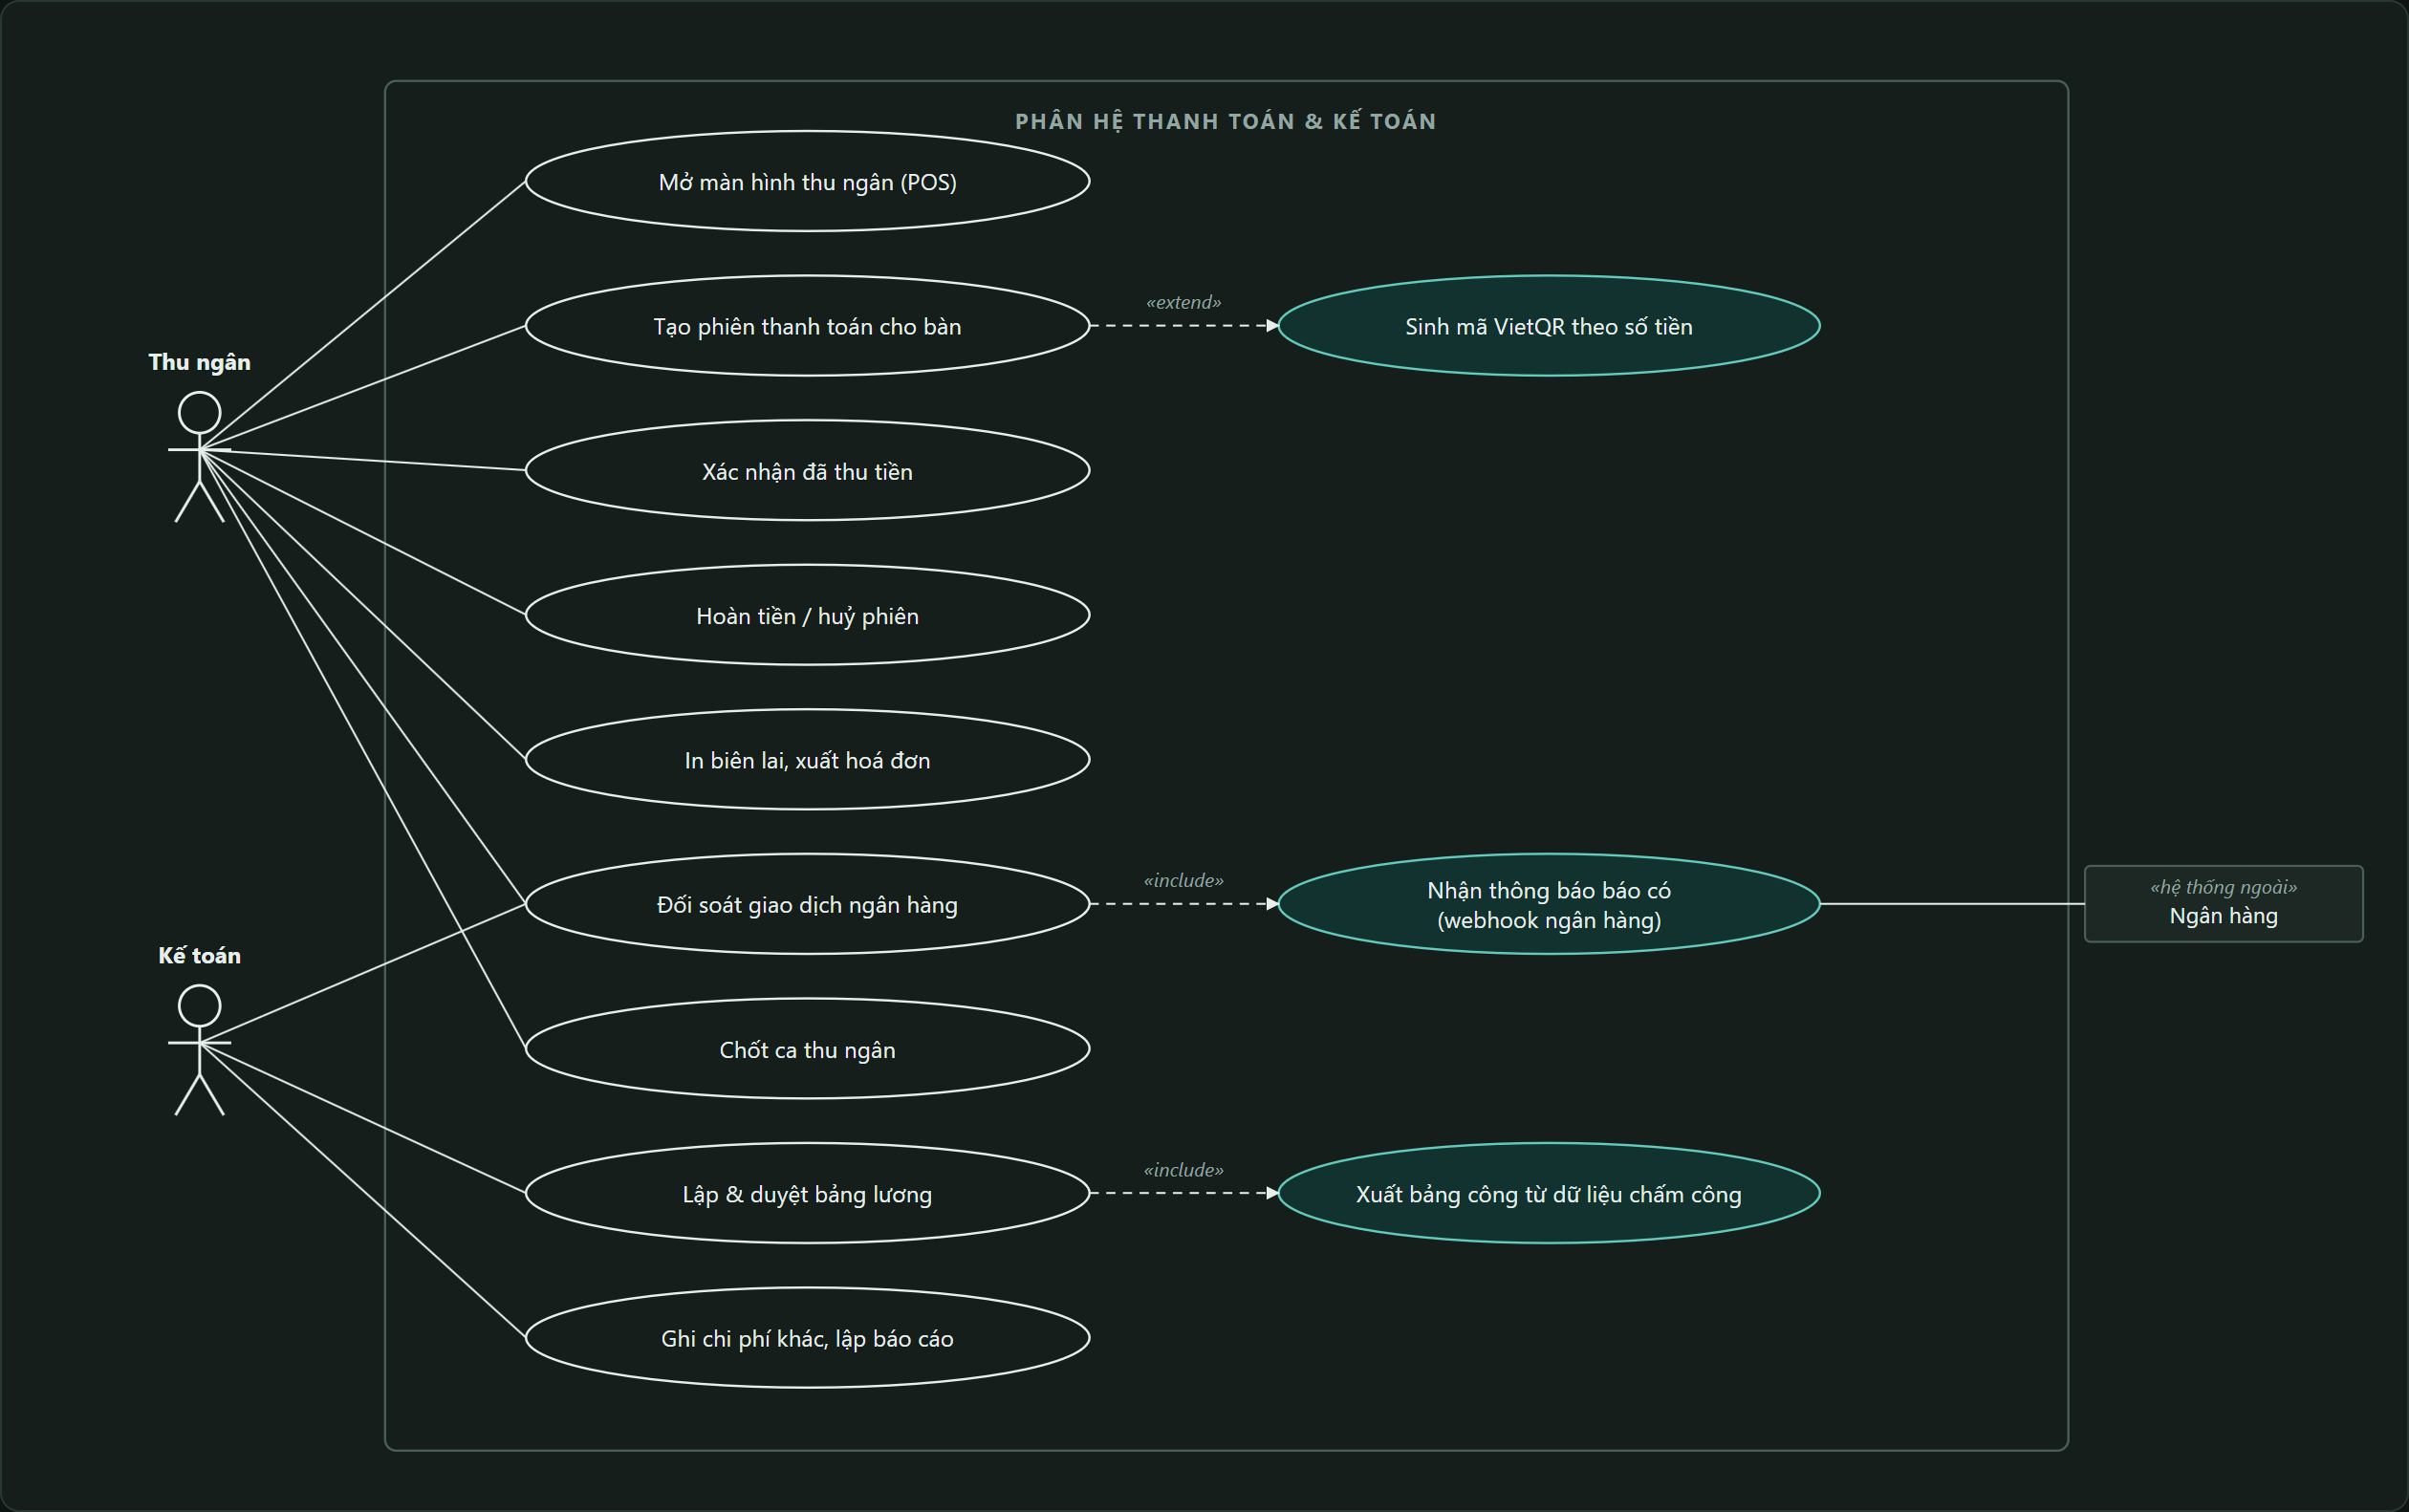 PHÂN HỆ THANH TOÁN & KẾ TOÁN
Mở màn hình thu ngân (POS)
Tạo phiên thanh toán cho bàn
«extend»
Sinh mã VietQR theo số tiền
Thu ngân
Xác nhận đã thu tiền
Hoàn tiền / huỷ phiên
In biên lai, xuất hoá đơn
Đối soát giao dịch ngân hàng
«include»
Nhận thông báo báo có
(webhook ngân hàng)
«hệ thống ngoài»
Ngân hàng
Kế toán
Chốt ca thu ngân
Lập & duyệt bảng lương
«include»
Xuất bảng công từ dữ liệu chấm công
Ghi chi phí khác, lập báo cáo